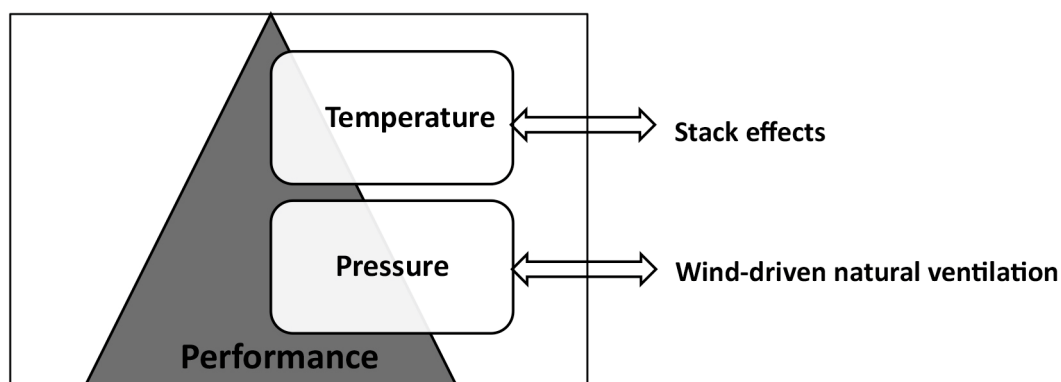 Temperature
Stack effects
Pressure
Wind-driven natural ventilation
Performance